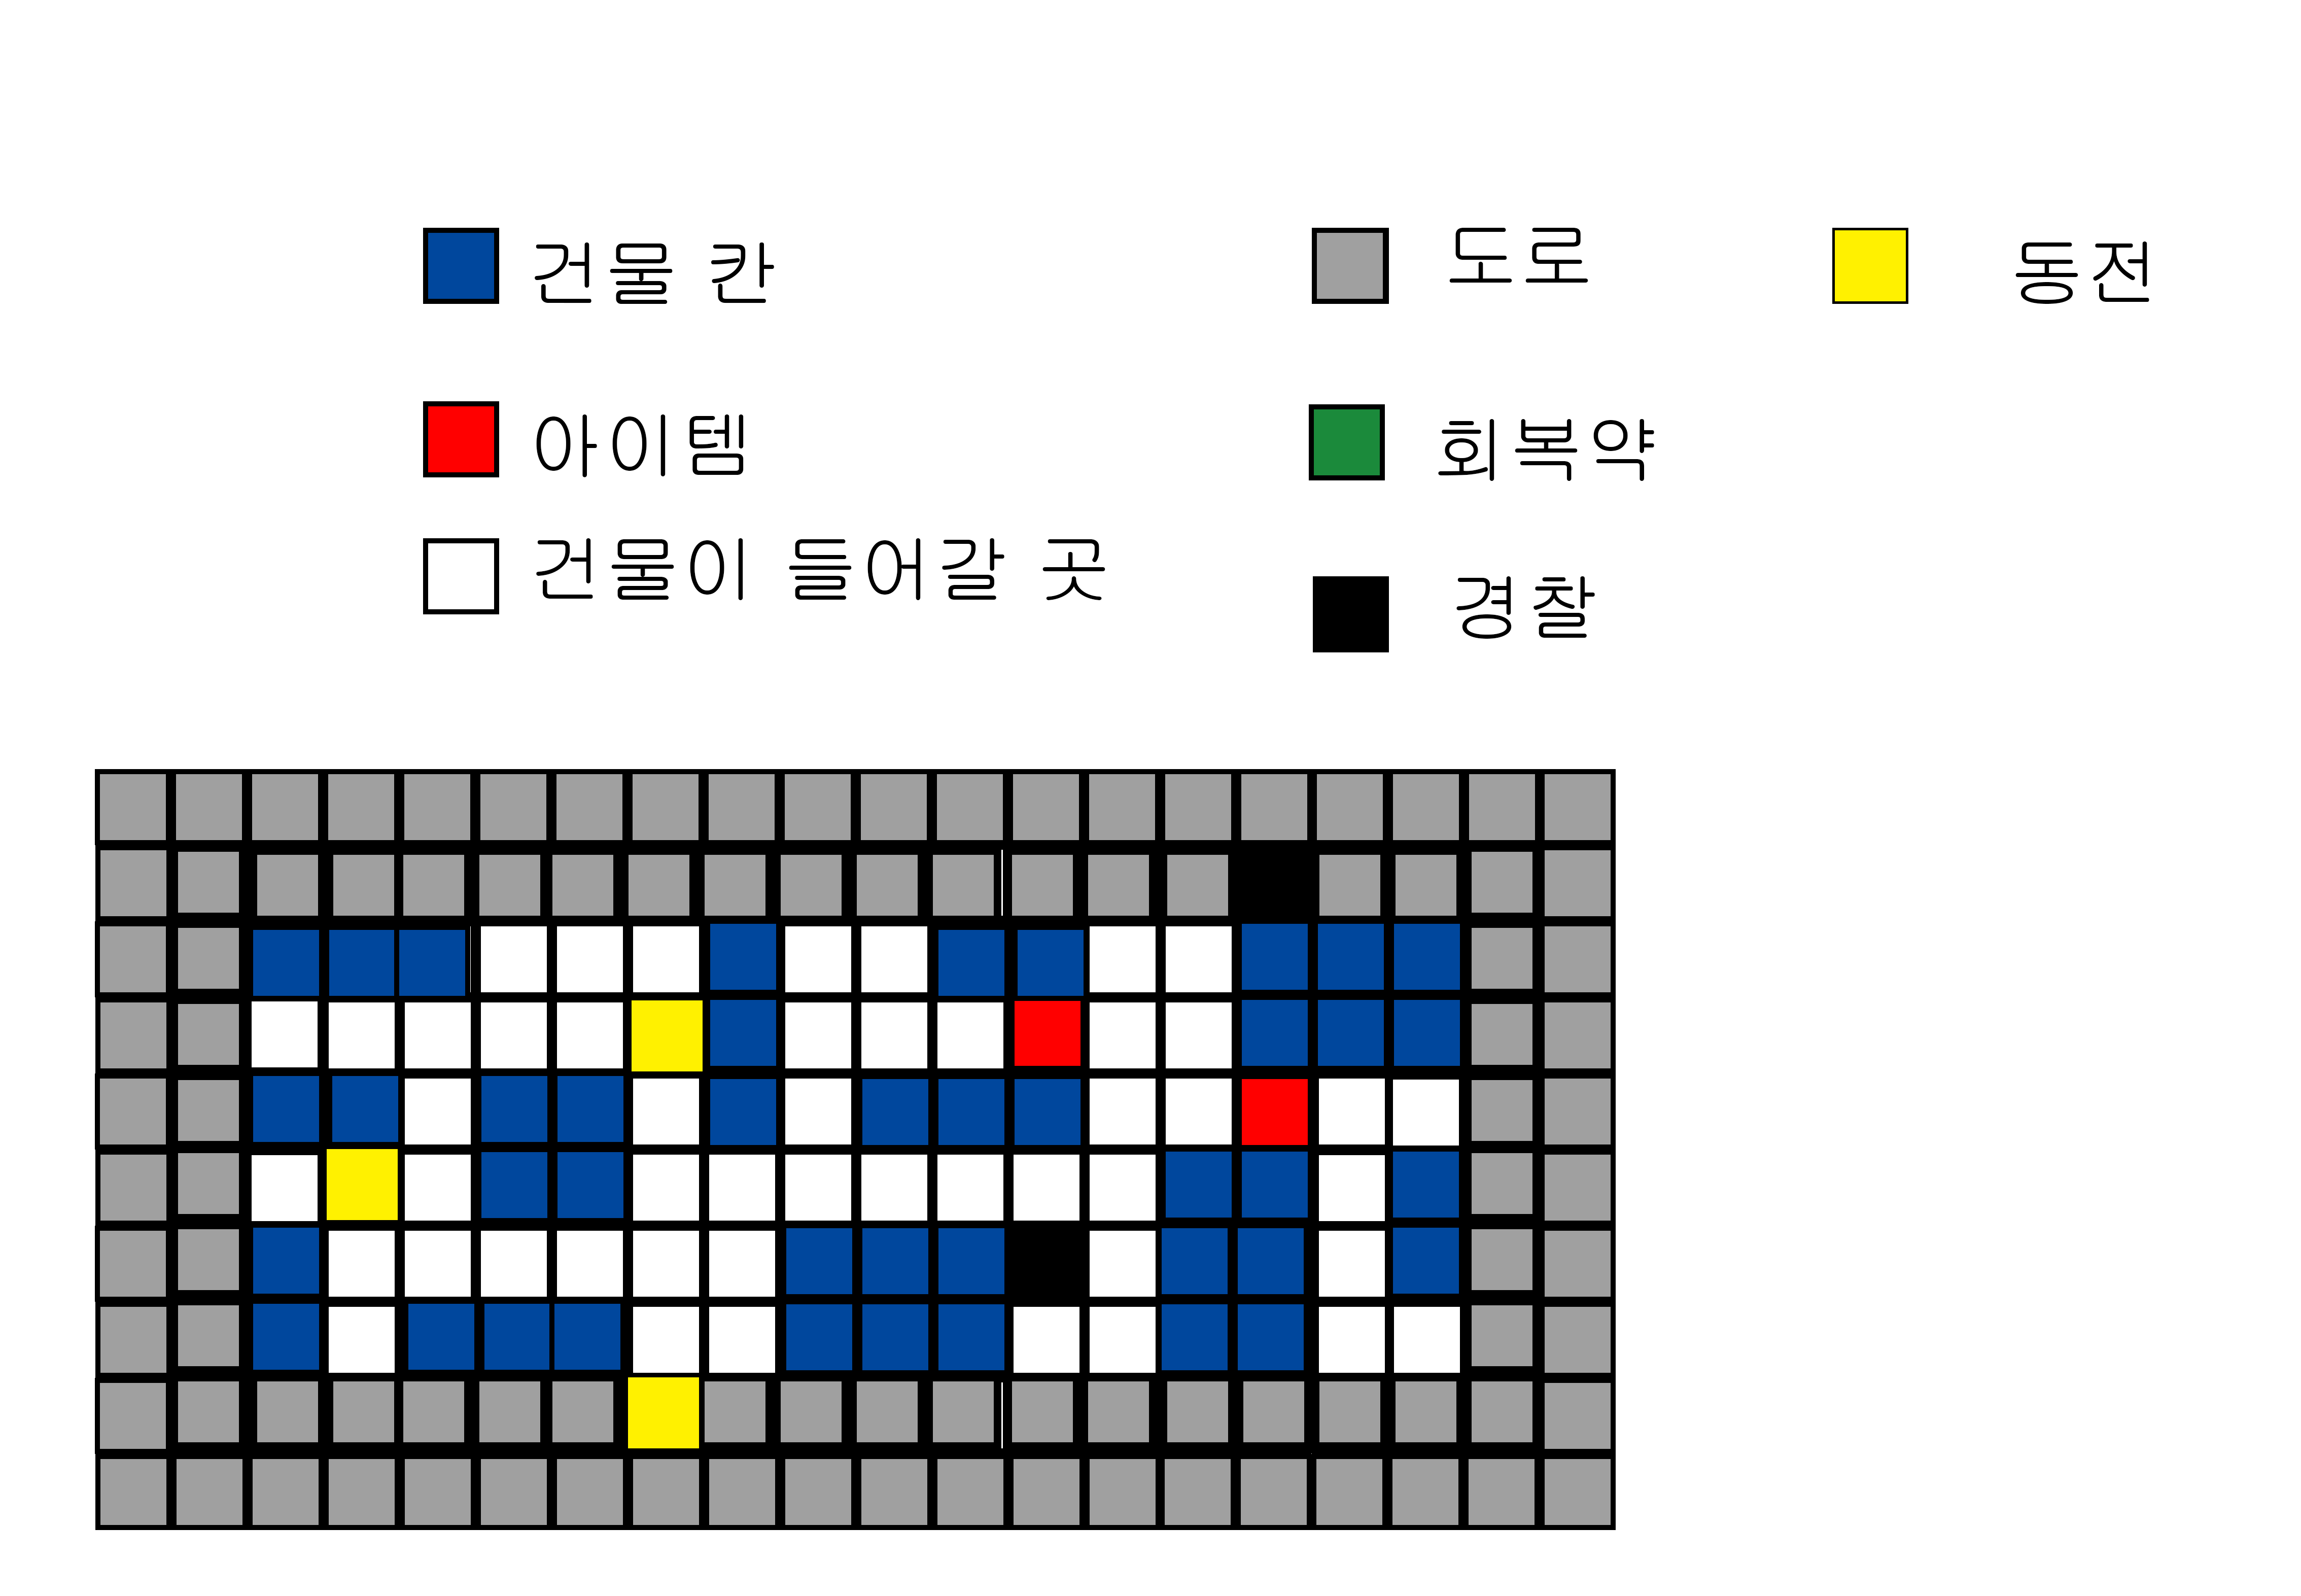 건물 칸
도로
동전
아이템
회복약
건물이 들어갈 곳
경찰